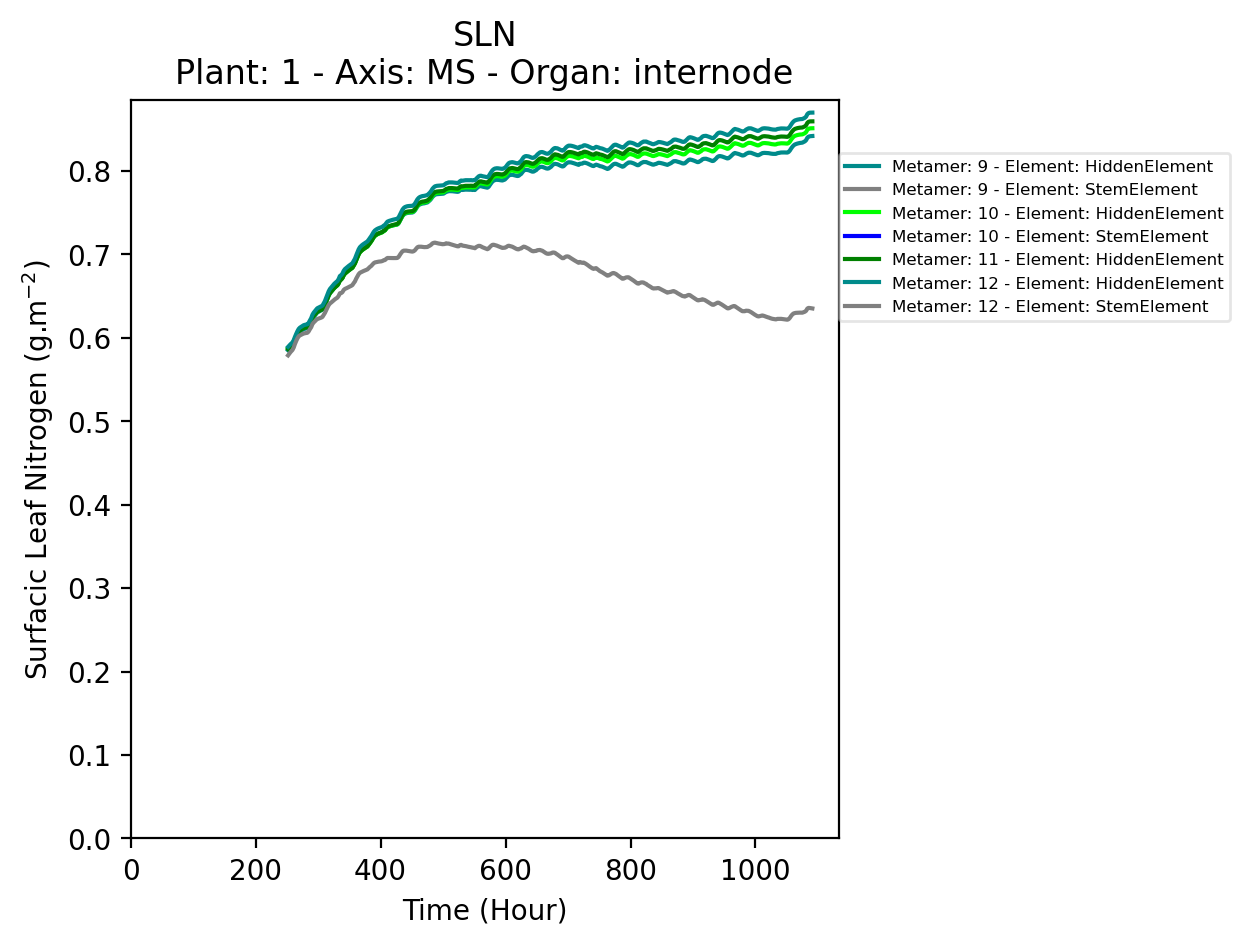 SLN
Plant: 1 - Axis: MS - Organ: internode
Surfacic Leaf Nitrogen (g.m⁻²)
0.8
0.7
0.6
0.5
0.4
0.3
0.2
0.1
0.0
0 200 400 600 800 1000
Time (Hour)
Metamer: 9 - Element: HiddenElement
Metamer: 9 - Element: StemElement
Metamer: 10 - Element: HiddenElement
Metamer: 10 - Element: StemElement
Metamer: 11 - Element: HiddenElement
Metamer: 12 - Element: HiddenElement
Metamer: 12 - Element: StemElement